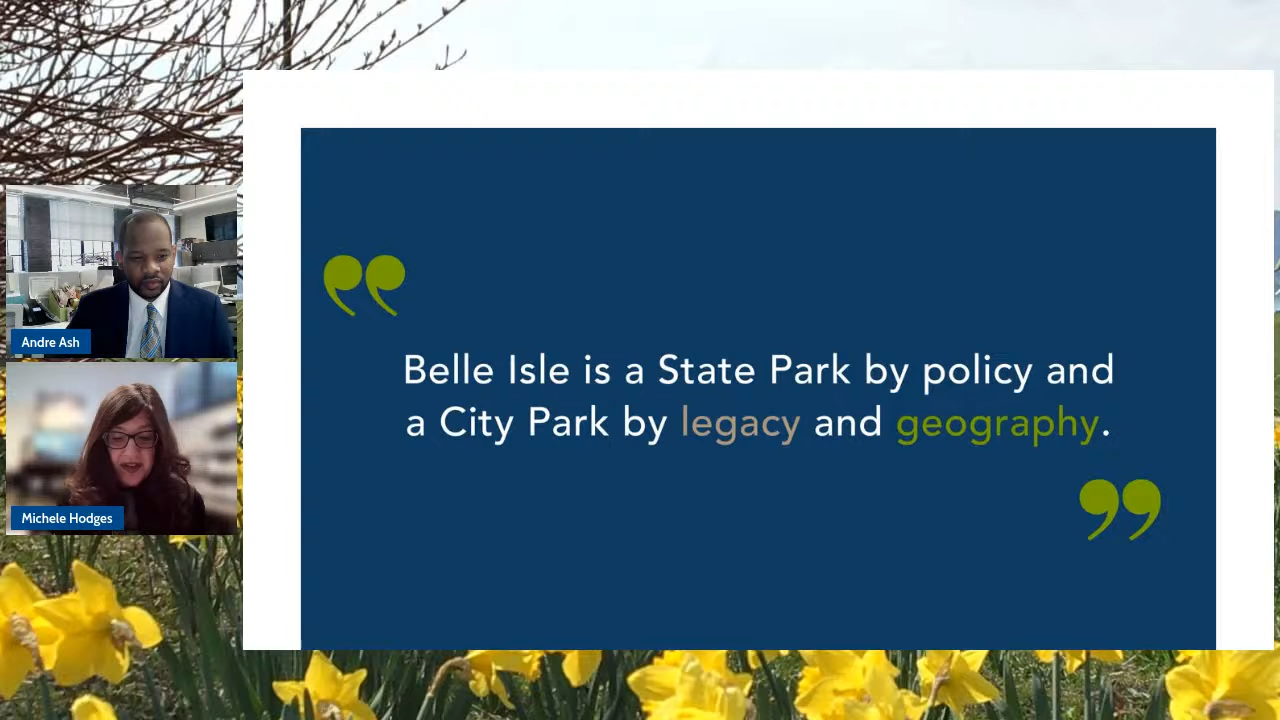 Andre Ash
Michele Hodges
“
Belle Isle is a State Park by policy and
a City Park by legacy and geography.
”